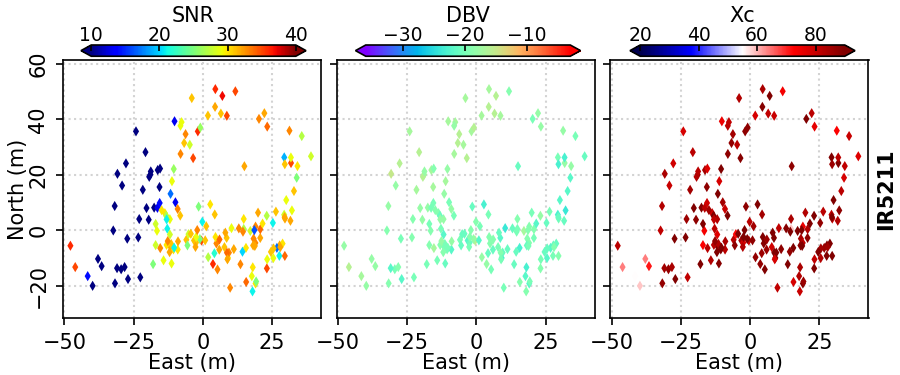 SNR DBV Xc
10 20 30 40 −30 −20 −10 20 40 60 80
60
40
20
0
−20
North (m)
IR5211
−50 −25 0 25 −50 −25 0 25 −50 −25 0 25
East (m) East (m) East (m)